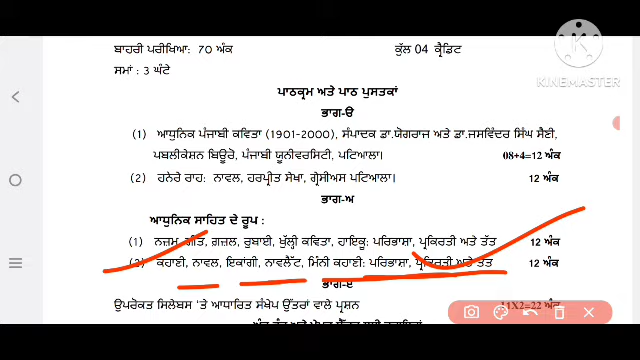 ਬਾਹਰੀ ਪਰੀਖਿਆ: 70 ਅੰਕ ਕੁੱਲ 04 ਕ੍ਰੈਡਿਟ
ਸਮਾਂ: 3 ਘੰਟੇ
KINEMASTER
ਪਾਠਕ੍ਰਮ ਅਤੇ ਪਾਠ ਪੁਸਤਕਾਂ
ਭਾਗ-ੳ
(1) ਆਧੁਨਿਕ ਪੰਜਾਬੀ ਕਵਿਤਾ (1901-2000), ਸੰਪਾਦਕ ਡਾ.ਯੋਗਰਾਜ ਅਤੇ ਡਾ.ਜਸਵਿੰਦਰ ਸਿੰਘ ਸੈਣੀ,
ਪਬਲੀਕੇਸ਼ਨ ਬਿਊਰੋ, ਪੰਜਾਬੀ ਯੂਨੀਵਰਸਿਟੀ, ਪਟਿਆਲਾ। 08+4=12 ਅੰਕ
(2) ਹਨੇਰੇ ਰਾਹ: ਨਾਵਲ, ਹਰਪ੍ਰੀਤ ਸੇਖਾ, ਗ੍ਰੇਸੀਅਸ ਪਟਿਆਲਾ। 12 ਅੰਕ
ਭਾਗ-ਅ
ਆਧੁਨਿਕ ਸਾਹਿਤ ਦੇ ਰੂਪ :
(1) ਨਜ਼ਮ, ਗੀਤ, ਗ਼ਜ਼ਲ, ਰੁਬਾਈ, ਖੁੱਲ੍ਹੀ ਕਵਿਤਾ, ਹਾਇਕੂ: ਪਰਿਭਾਸ਼ਾ, ਪ੍ਰਕਿਰਤੀ ਅਤੇ ਤੱਤ 12 ਅੰਕ
(2) ਕਹਾਣੀ, ਨਾਵਲ, ਇਕਾਂਗੀ, ਨਾਵਲੈੱਟ, ਮਿੰਨੀ ਕਹਾਣੀ: ਪਰਿਭਾਸ਼ਾ, ਪ੍ਰਕਿਰਤੀ ਅਤੇ ਤੱਤ 12 ਅੰਕ
ਭਾਗ-ੲ
ਉਪਰੋਕਤ ਸਿਲੇਬਸ 'ਤੇ ਆਧਾਰਿਤ ਸੰਖੇਪ ਉੱਤਰਾਂ ਵਾਲੇ ਪ੍ਰਸ਼ਨ 11X2=22 ਅੰਕ